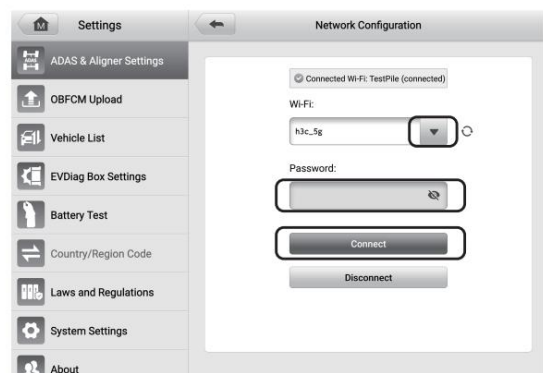 Settings
Network Configuration
ADAS & Aligner Settings
OBFCM Upload
Vehicle List
EVDiag Box Settings
Battery Test
Country/Region Code
Laws and Regulations
System Settings
About
Connected Wi-Fi: TestPile (connected)
Wi-Fi:
h3c_5g
Password:
Connect
Disconnect